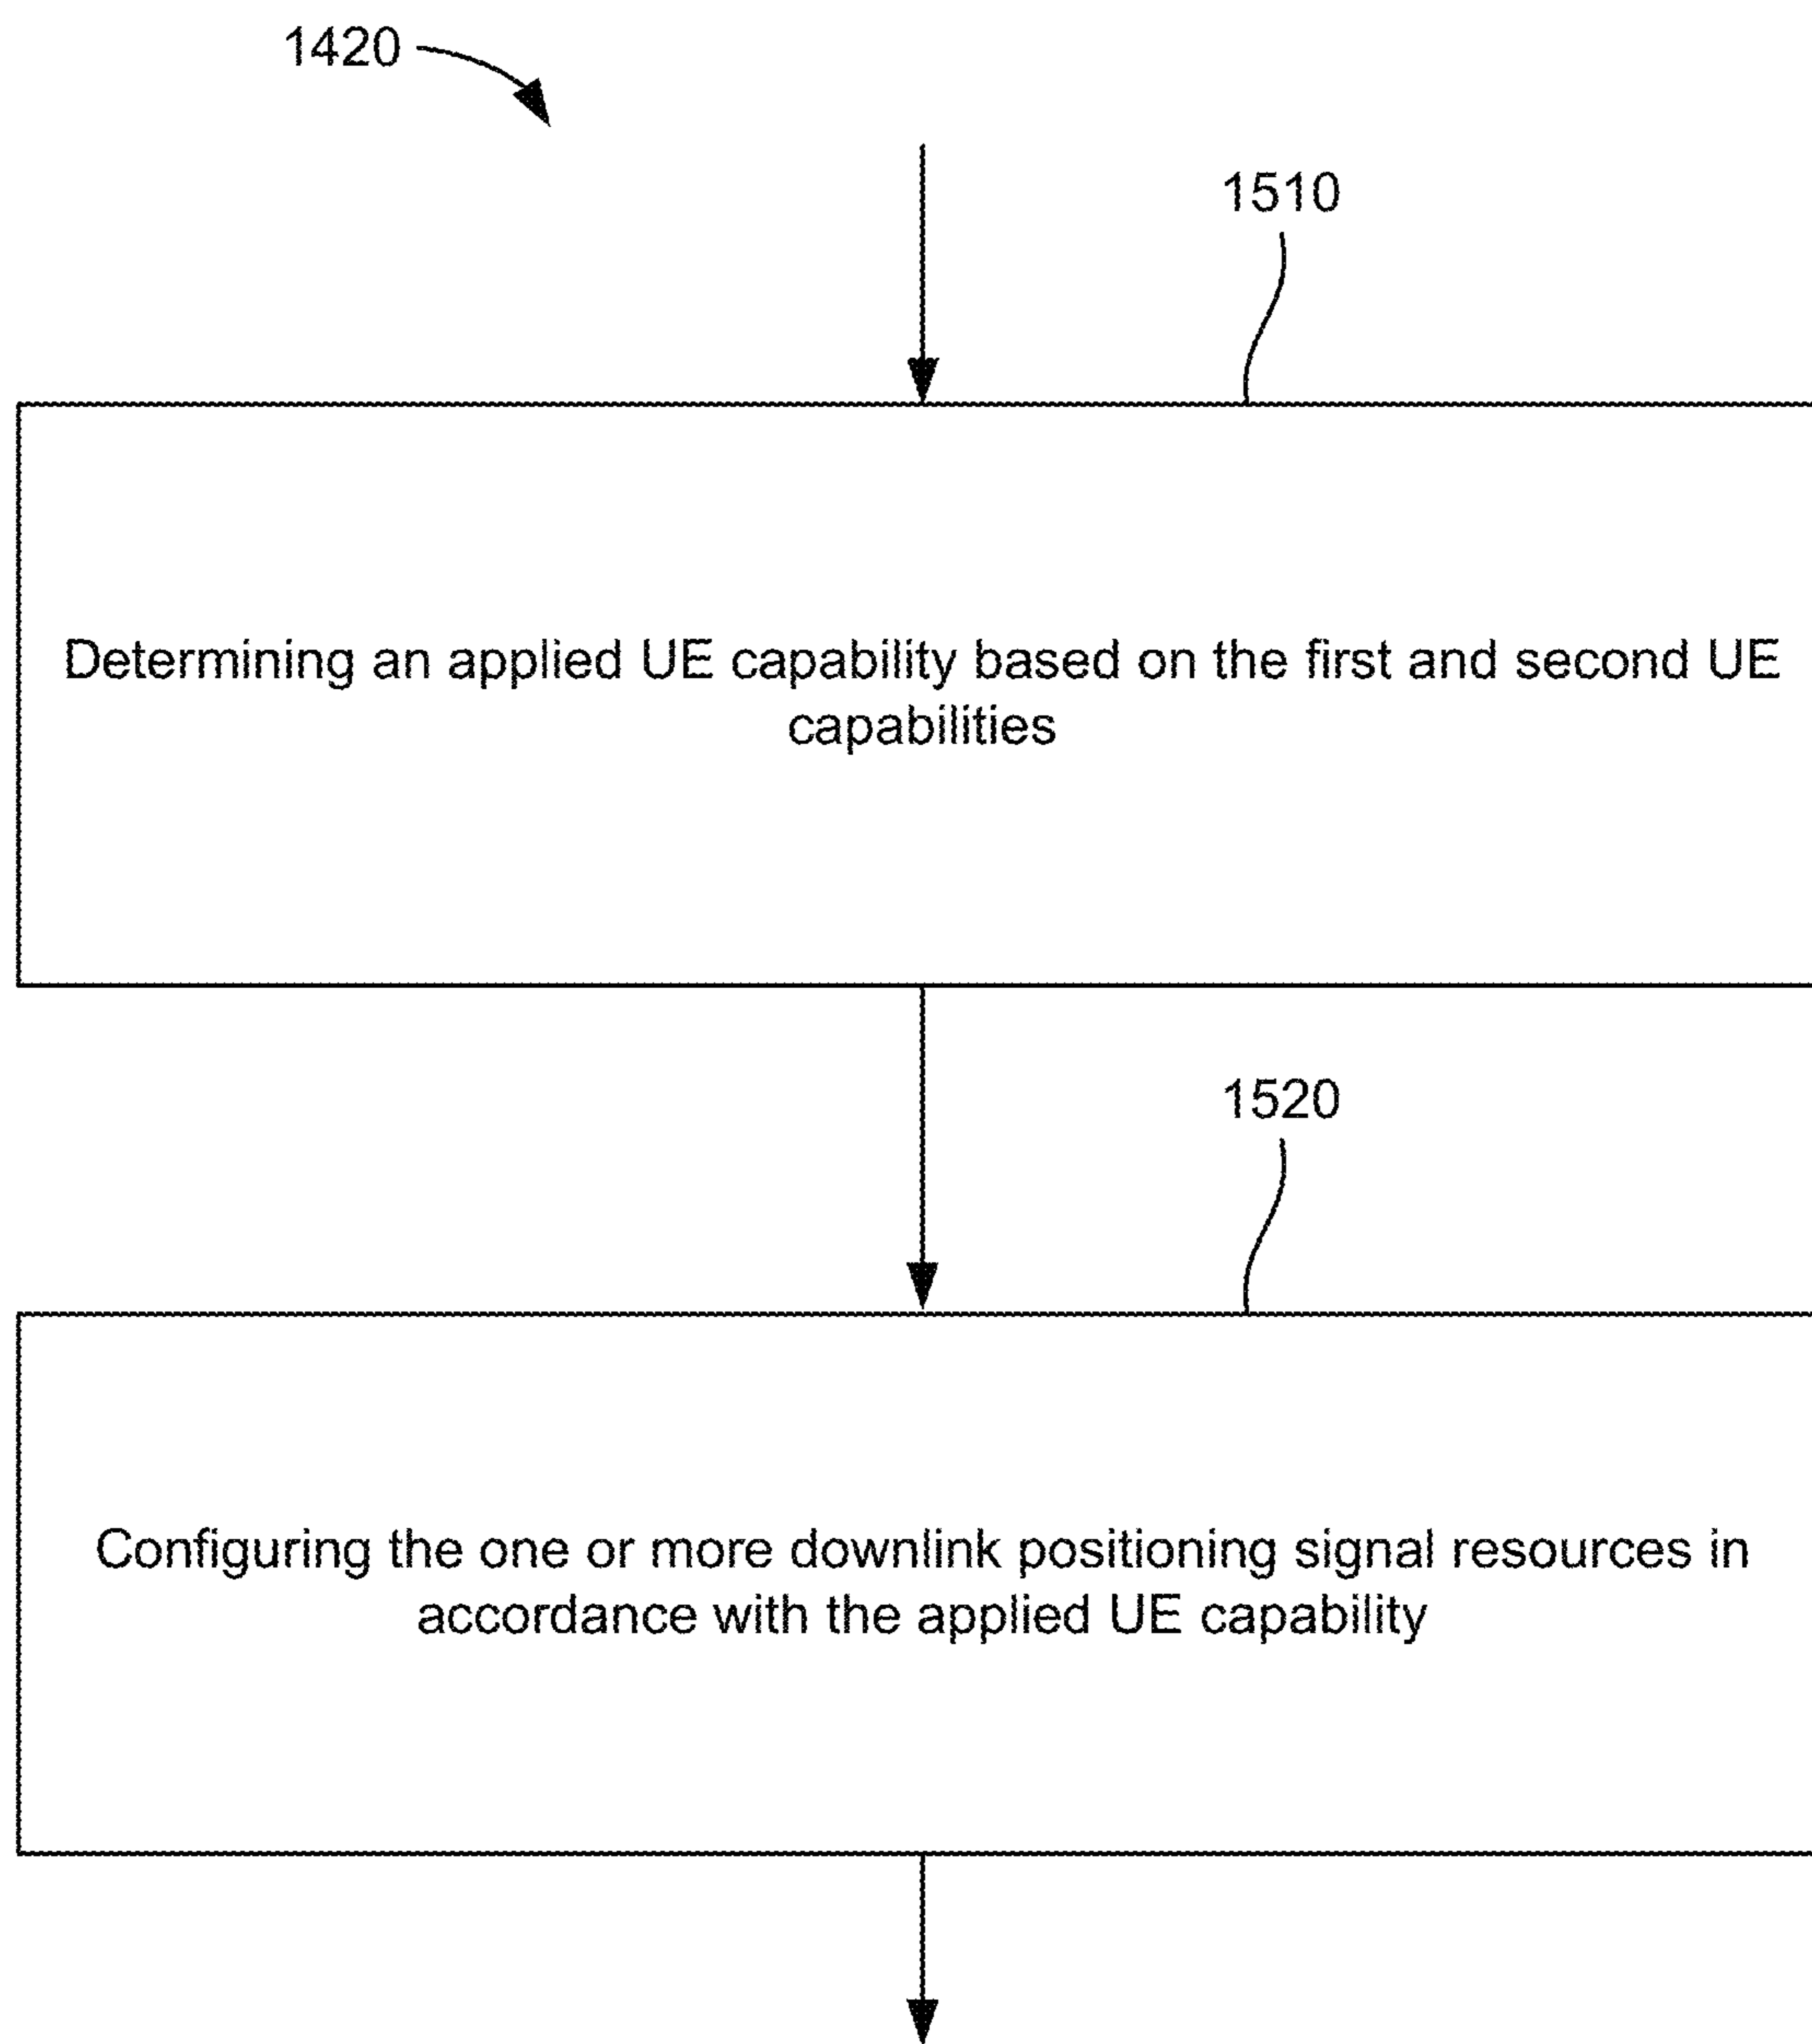 1420
1510
Determining an applied UE capability based on the first and second UE
capabilities
1520
Configuring the one or more downlink positioning signal resources in
accordance with the applied UE capability